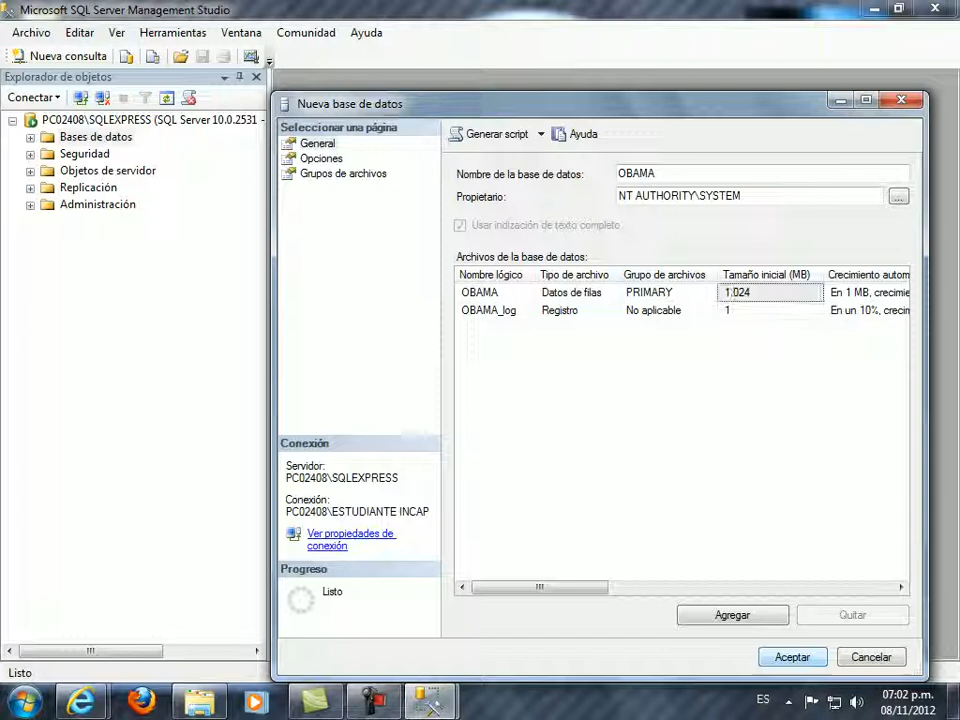 Microsoft SQL Server Management Studio
Archivo Editar Ver Herramientas Ventana Comunidad Ayuda
Nueva consulta
Explorador de objetos
Conectar
PC02408\SQLEXPRESS (SQL Server 10.0.2531 -
Bases de datos
Seguridad
Objetos de servidor
Replicación
Administración
Listo
Nueva base de datos
Seleccionar una página
General
Opciones
Grupos de archivos
Conexión
Servidor:
PC02408\SQLEXPRESS
Conexión:
PC02408\ESTUDIANTE INCAP
Ver propiedades de
conexión
Progreso
Listo
Generar script Ayuda
Nombre de la base de datos: OBAMA
Propietario: NT AUTHORITY\SYSTEM
...
Usar indización de texto completo
Archivos de la base de datos:
Nombre lógico Tipo de archivo Grupo de archivos Tamaño inicial (MB) Crecimiento autom
OBAMA Datos de filas PRIMARY 1.024 En 1 MB, crecimie
OBAMA_log Registro No aplicable 1 En un 10%, crecim
Agregar Quitar
Aceptar Cancelar
ES
07:02 p.m.
08/11/2012